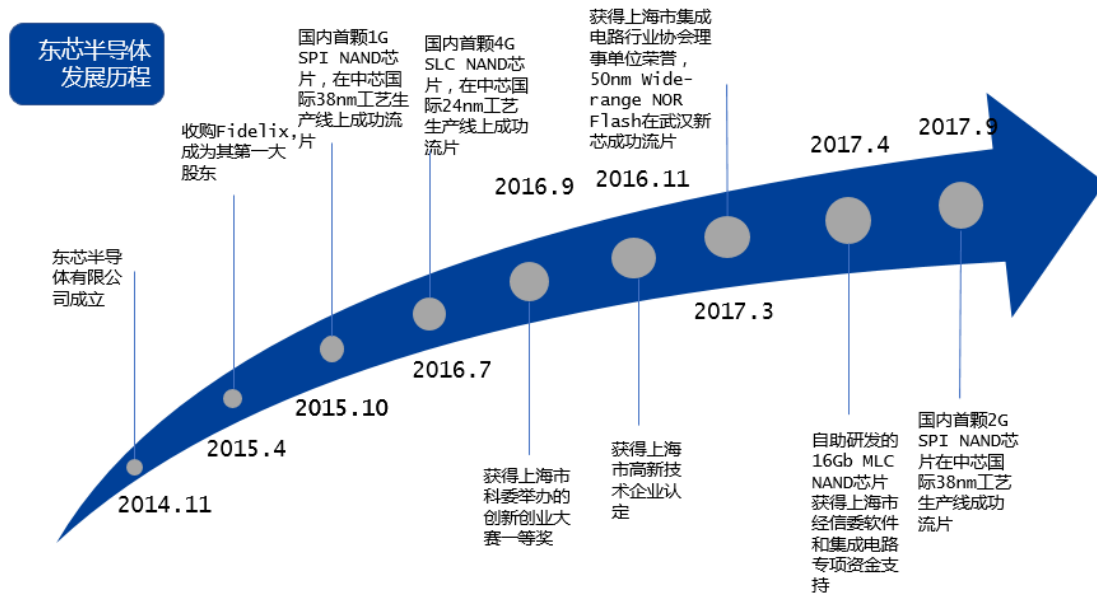 东芯半导体
发展历程
东芯半导
体有限公
司成立
2014.11
收购Fidelix,
成为其第一大
股东
2015.4
国内首颗1G
SPI NAND芯
片，在中芯国
际38nm工艺生
产线上成功流
片
2015.10
国内首颗4G
SLC NAND芯
片，在中芯国
际24nm工艺
生产线上成功
流片
2016.7
2016.9
获得上海市
科委举办的
创新创业大
赛一等奖
2016.11
获得上海
市高新技
术企业认
定
获得上海市集成
电路行业协会理
事单位荣誉，
50nm Wide-
range NOR
Flash在武汉新
芯成功流片
2017.3
2017.4
自助研发的
16Gb MLC
NAND芯片
获得上海市
经信委软件
和集成电路
专项资金支
持
2017.9
国内首颗2G
SPI NAND芯
片在中芯国
际38nm工艺
生产线成功
流片